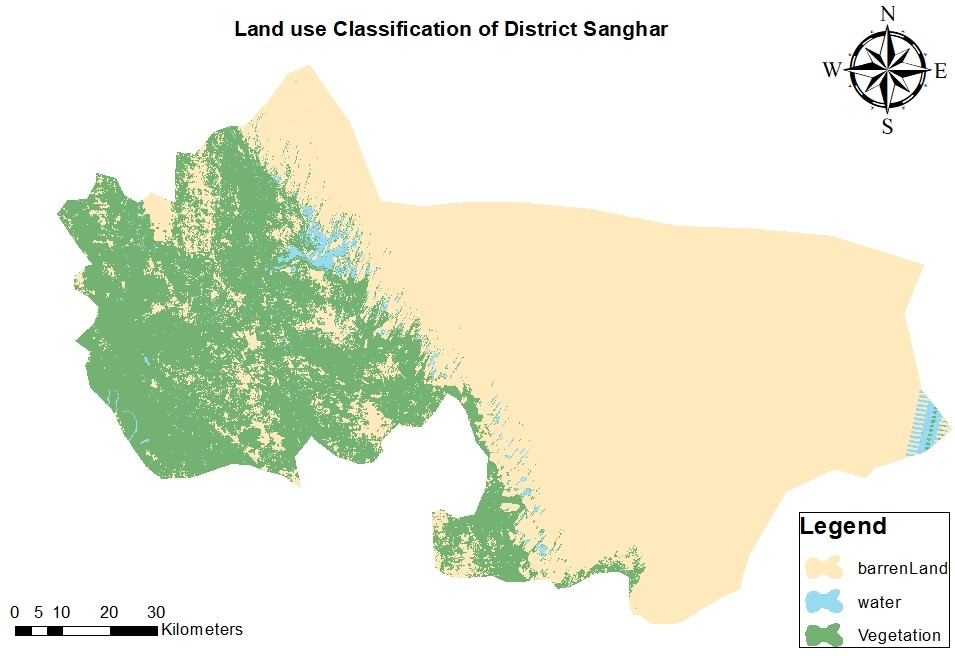 Land use Classification of District Sanghar
N
W E
S
Legend
barrenLand
water
Vegetation
0 5 10 20 30
Kilometers